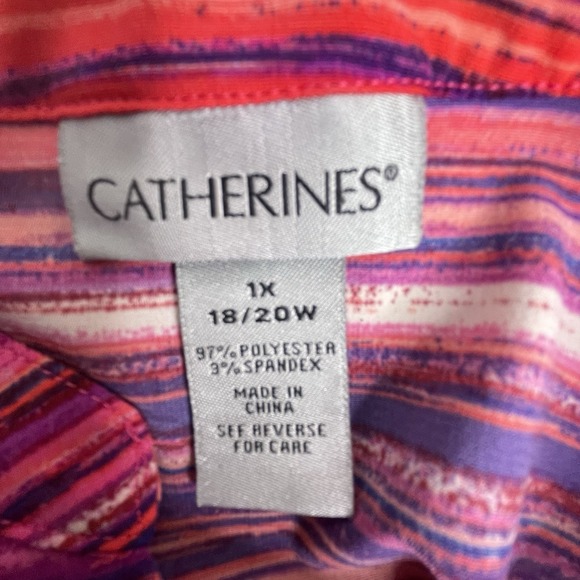 CATHERINES®
1X
18/20W
97% POLYESTER
3% SPANDEX
MADE IN
CHINA
SEE REVERSE
FOR CARE